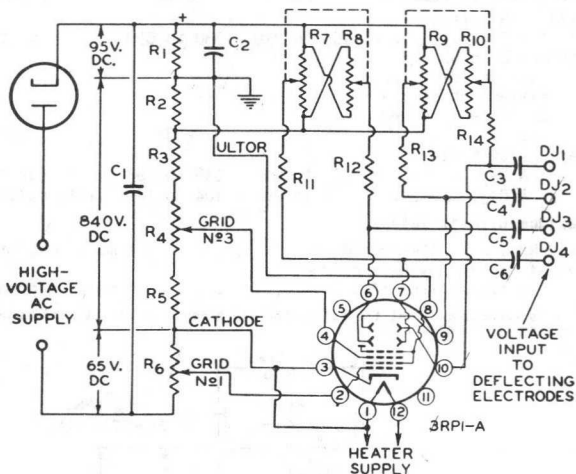 +
95V.
DC.
R1
C2
R7
R8
R9
R10
R2
R14
ULTOR
R3
R11
R12
R13
C3
DJ1
C1
C4
DJ2
840V.
DC
R4
GRID
Nº3
C5
DJ3
C6
DJ4
HIGH-
VOLTAGE
AC
SUPPLY
R5
CATHODE
65V.
DC
R6
GRID
Nº1
1
2
3
4
5
6
7
8
9
10
11
12
VOLTAGE
INPUT
TO
DEFLECTING
ELECTRODES
3RP1-A
HEATER
SUPPLY